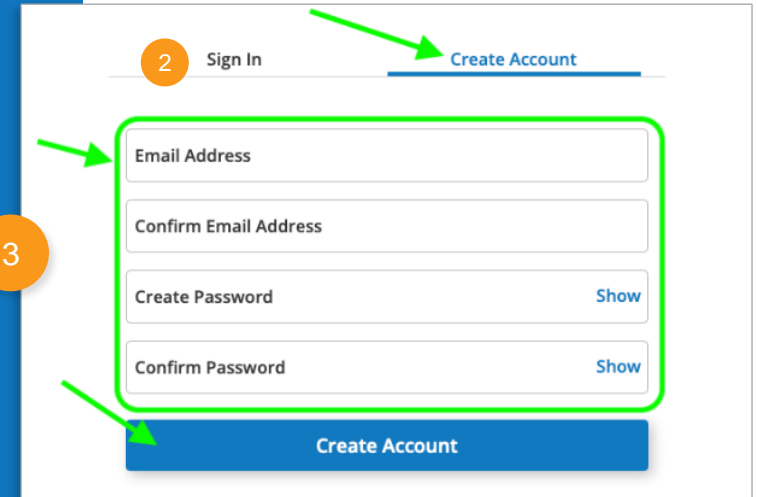 2
Sign In
Create Account
Email Address
Confirm Email Address
3
Create Password
Show
Confirm Password
Show
Create Account